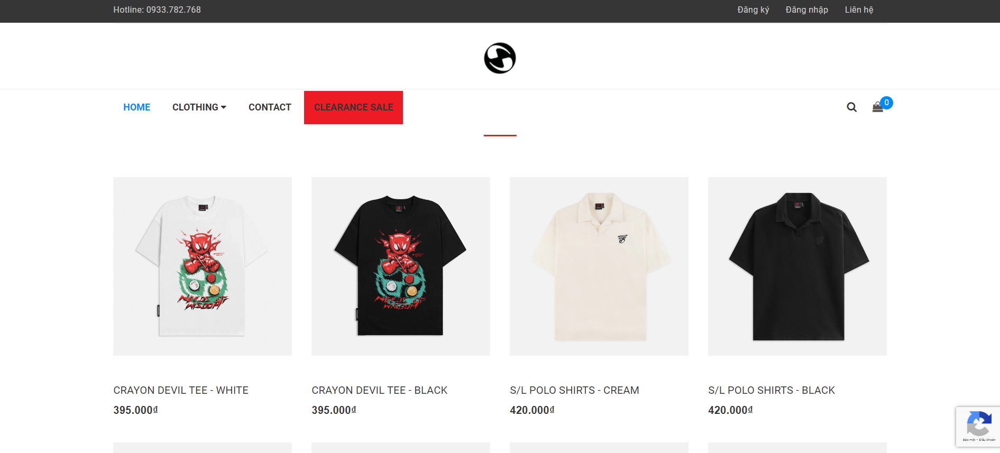 Hotline: 0933.782.768
Đăng ký Đăng nhập Liên hệ
HOME CLOTHING CONTACT CLEARANCE SALE
0
NEEDS OF
WISDOM
NEEDS OF
WISDOM
CRAYON DEVIL TEE - WHITE
395.000₫
CRAYON DEVIL TEE - BLACK
395.000₫
S/L POLO SHIRTS - CREAM
420.000₫
S/L POLO SHIRTS - BLACK
420.000₫
Bảo mật - Điều khoản